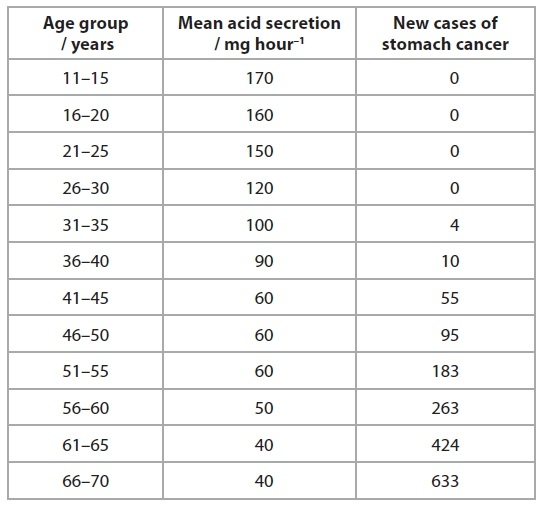 Age group / years Mean acid secretion / mg hour⁻¹ New cases of stomach cancer
11–15 170 0
16–20 160 0
21–25 150 0
26–30 120 0
31–35 100 4
36–40 90 10
41–45 60 55
46–50 60 95
51–55 60 183
56–60 50 263
61–65 40 424
66–70 40 633